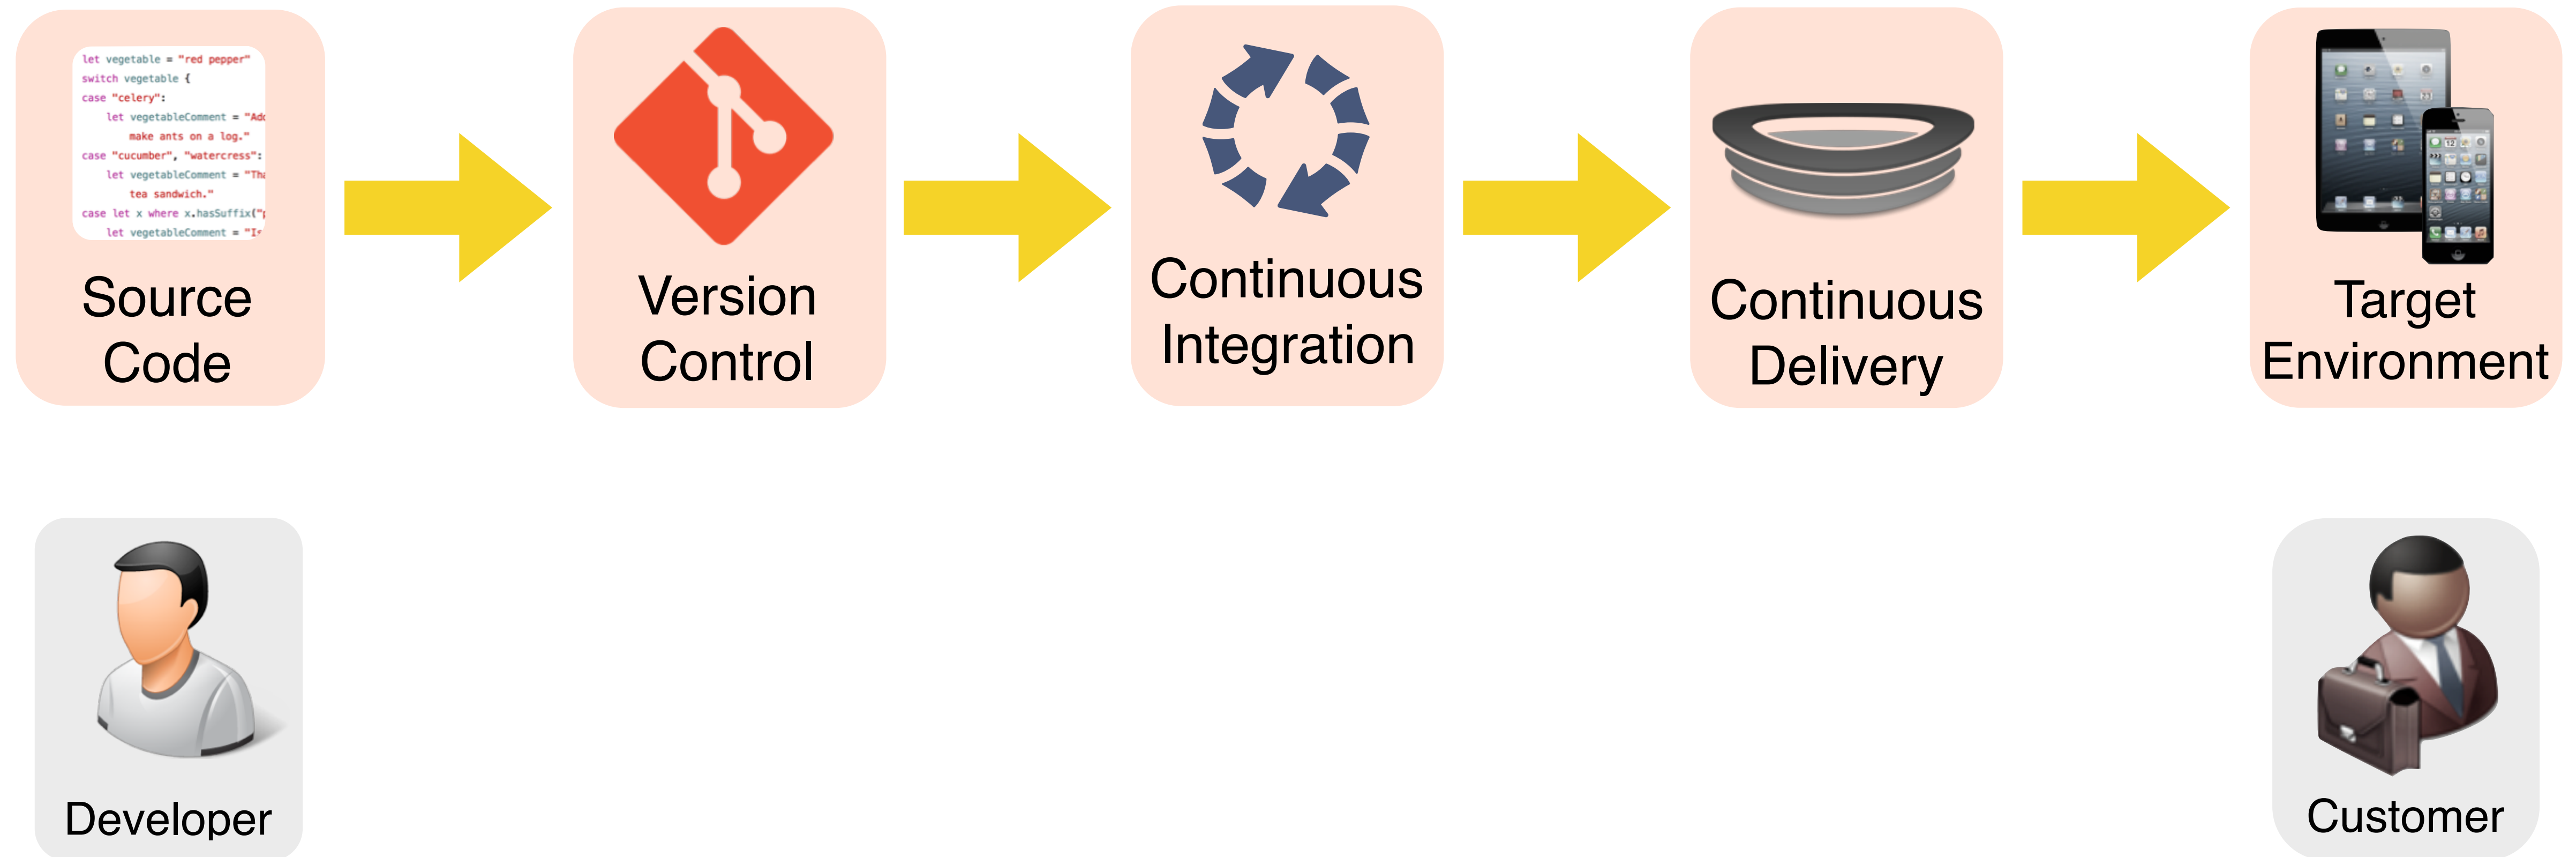 let vegetable = "red pepper"
switch vegetable {
case "celery":
let vegetableComment = "Add
make ants on a log."
case "cucumber", "watercress":
let vegetableComment = "Tha
tea sandwich."
case let x where x.hasSuffix("p
let vegetableComment = "Is
Source
Code
Version
Control
Continuous
Integration
Continuous
Delivery
Target
Environment
Developer
Customer